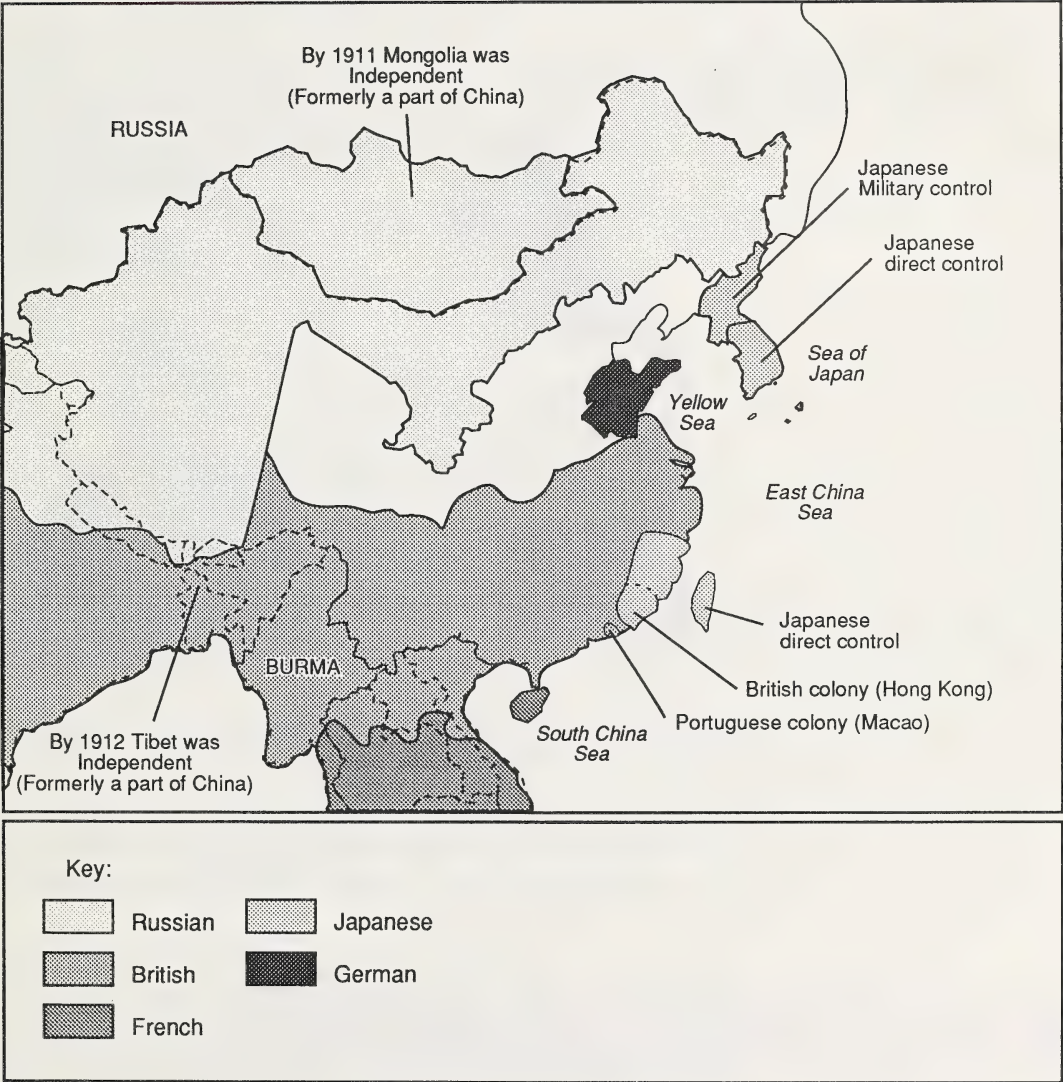 By 1911 Mongolia was
Independent
(Formerly a part of China)
RUSSIA
Japanese
Military control
Japanese
direct control
Sea of
Japan
Yellow
Sea
East China
Sea
Japanese
direct control
BURMA
British colony (Hong Kong)
Portuguese colony (Macao)
South China
Sea
By 1912 Tibet was
Independent
(Formerly a part of China)
Key:
Russian
Japanese
British
German
French